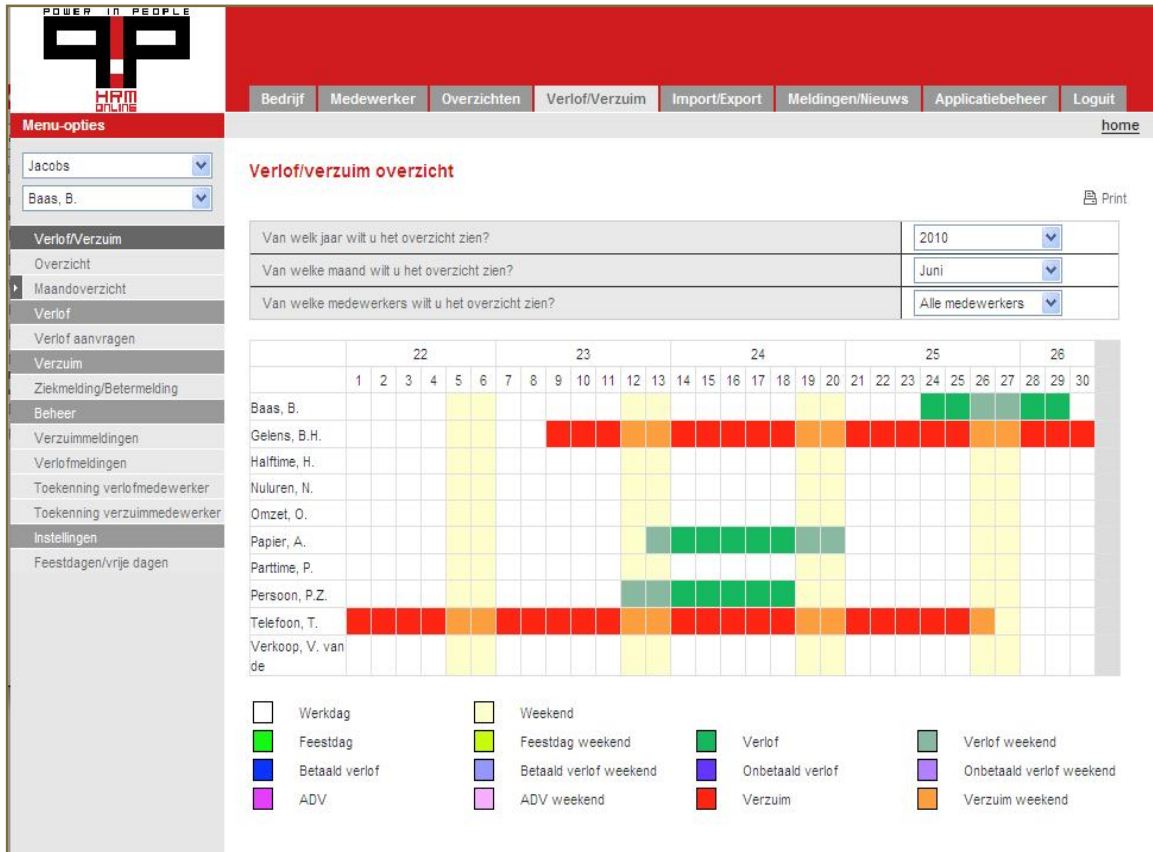 POWER IN PEOPLE
PIP
HRM
ONLINE
Bedrijf Medewerker Overzichten Verlof/Verzuim Import/Export Meldingen/Nieuws Applicatiebeheer Loguit
Menu-opties
home
Jacobs
Baas, B.
Verlof/Verzuim
Overzicht
Maandoverzicht
Verlof
Verlof aanvragen
Verzuim
Ziekmelding/Betermelding
Beheer
Verzuimmeldingen
Verlofmeldingen
Toekenning verlofmedewerker
Toekenning verzuimmedewerker
Instellingen
Feestdagen/vrije dagen
Verlof/verzuim overzicht
Print
Van welk jaar wilt u het overzicht zien? 2010
Van welke maand wilt u het overzicht zien? Juni
Van welke medewerkers wilt u het overzicht zien? Alle medewerkers
22 23 24 25 26
1 2 3 4 5 6 7 8 9 10 11 12 13 14 15 16 17 18 19 20 21 22 23 24 25 26 27 28 29 30
Baas, B.
Gelens, B.H.
Halftime, H.
Nuluren, N.
Omzet, O.
Papier, A.
Parttime, P.
Persoon, P.Z.
Telefoon, T.
Verkoop, V. van
de
Werkdag Weekend
Feestdag Feestdag weekend Verlof Verlof weekend
Betaald verlof Betaald verlof weekend Onbetaald verlof Onbetaald verlof weekend
ADV ADV weekend Verzuim Verzuim weekend